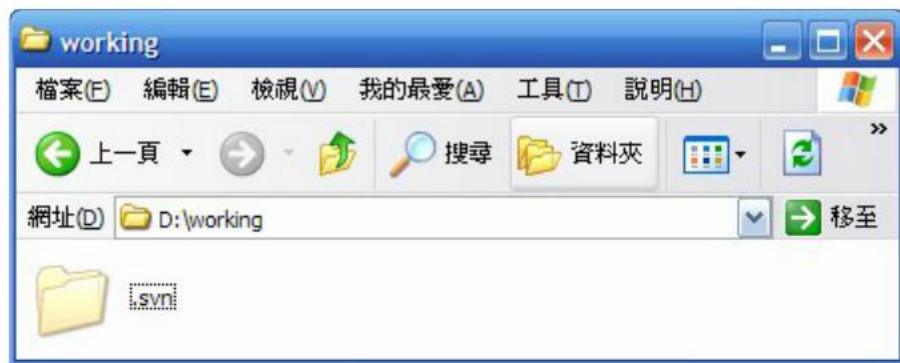 working
檔案(F) 編輯(E) 檢視(V) 我的最愛(A) 工具(T) 說明(H)
上一頁 搜尋 資料夾 »
網址(D) D:\working 移至
.svn